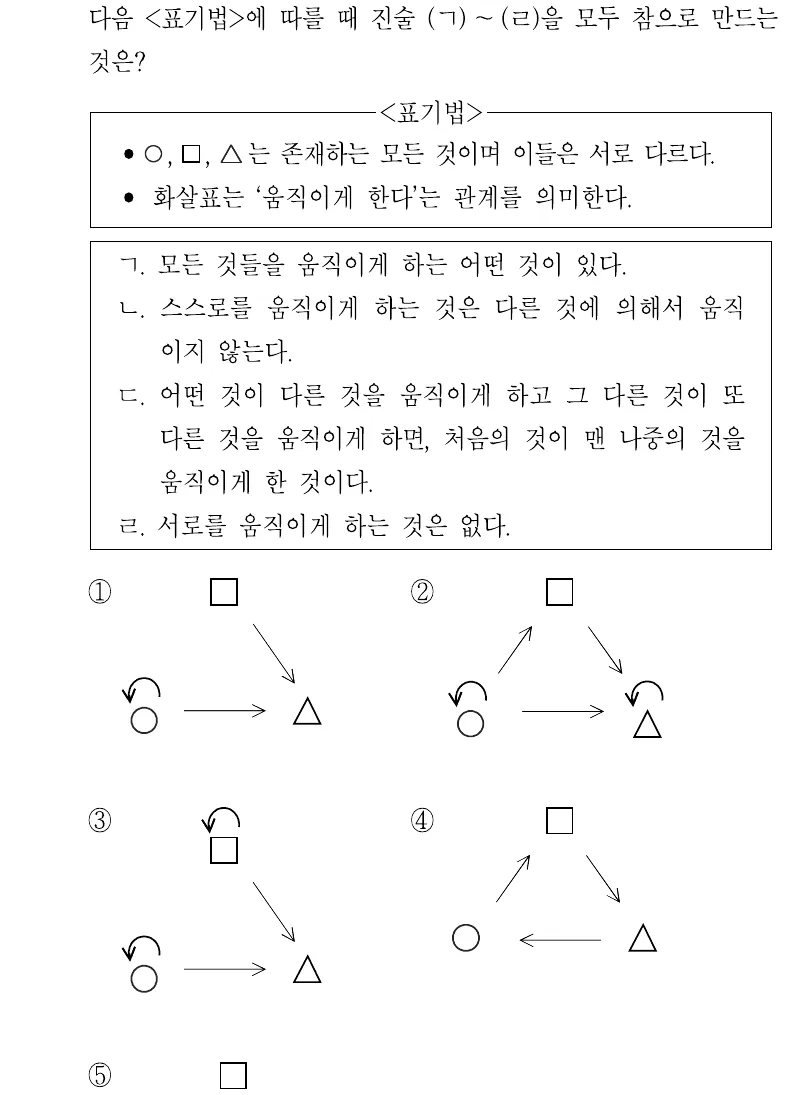 다음 <표기법>에 따를 때 진술 (ㄱ) ~ (ㄹ)을 모두 참으로 만드는
것은?
<표기법>
• ○, □, △는 존재하는 모든 것이며 이들은 서로 다르다.
• 화살표는 ‘움직이게 한다’는 관계를 의미한다.
ㄱ. 모든 것들을 움직이게 하는 어떤 것이 있다.
ㄴ. 스스로를 움직이게 하는 것은 다른 것에 의해서 움직
이지 않는다.
ㄷ. 어떤 것이 다른 것을 움직이게 하고 그 다른 것이 또
다른 것을 움직이게 하면, 처음의 것이 맨 나중의 것을
움직이게 한 것이다.
ㄹ. 서로를 움직이게 하는 것은 없다.
① ②
③ ④
⑤